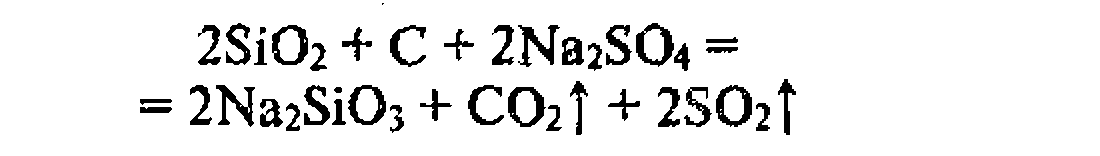 2SiO₂ + C + 2Na₂SO₄ =
= 2Na₂SiO₃ + CO₂↑ + 2SO₂↑